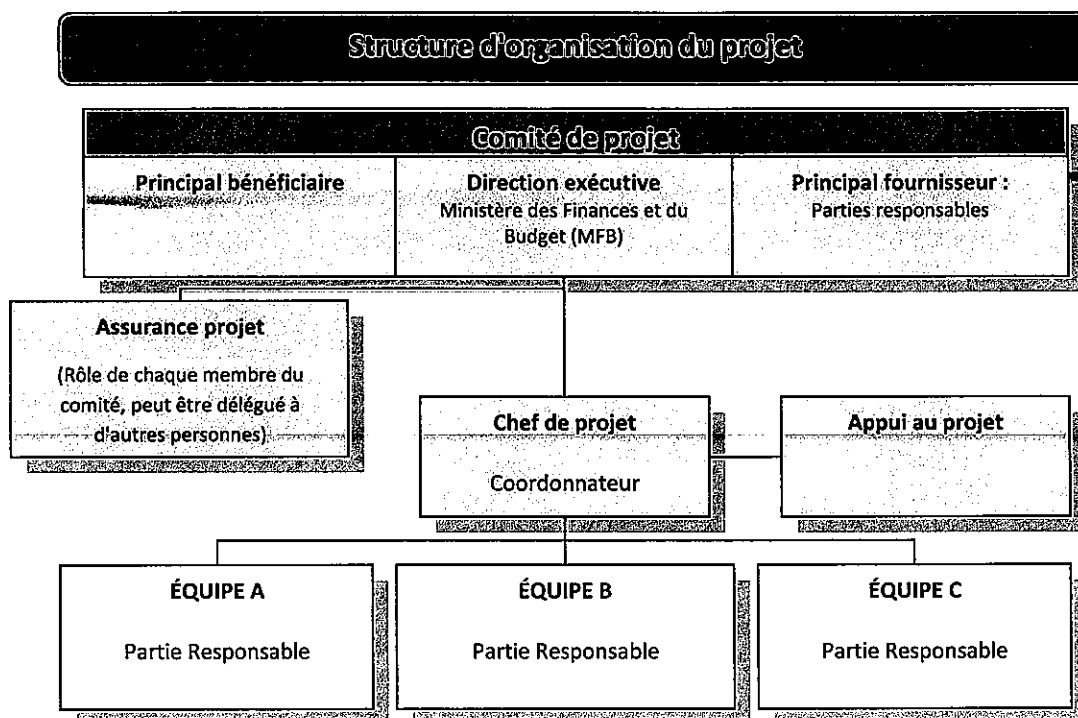 Structure d'organisation du projet
Comité de projet
Principal bénéficiaire
Direction exécutive
Ministère des Finances et du
Budget (MFB)
Principal fournisseur :
Parties responsables
Assurance projet
(Rôle de chaque membre du
comité, peut être délégué à
d'autres personnes)
Chef de projet
Coordonnateur
Appui au projet
ÉQUIPE A
Partie Responsable
ÉQUIPE B
Partie Responsable
ÉQUIPE C
Partie Responsable